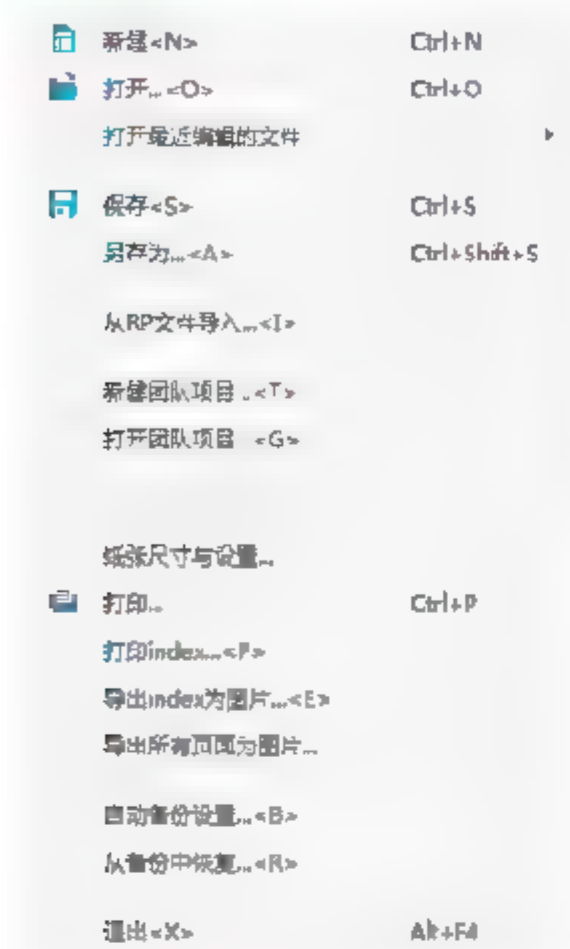 新建<N> Ctrl+N
打开...<O> Ctrl+O
打开最近编辑的文件
保存<S> Ctrl+S
另存为...<A> Ctrl+Shift+S
从RP文件导入...<I>
新建团队项目...<T>
打开团队项目 <G>
纸张尺寸与设置...
打印... Ctrl+P
打印index...<P>
导出index为图片...<E>
导出所有页面为图片...
自动备份设置...<B>
从备份中恢复...<R>
退出<X> Alt+F4